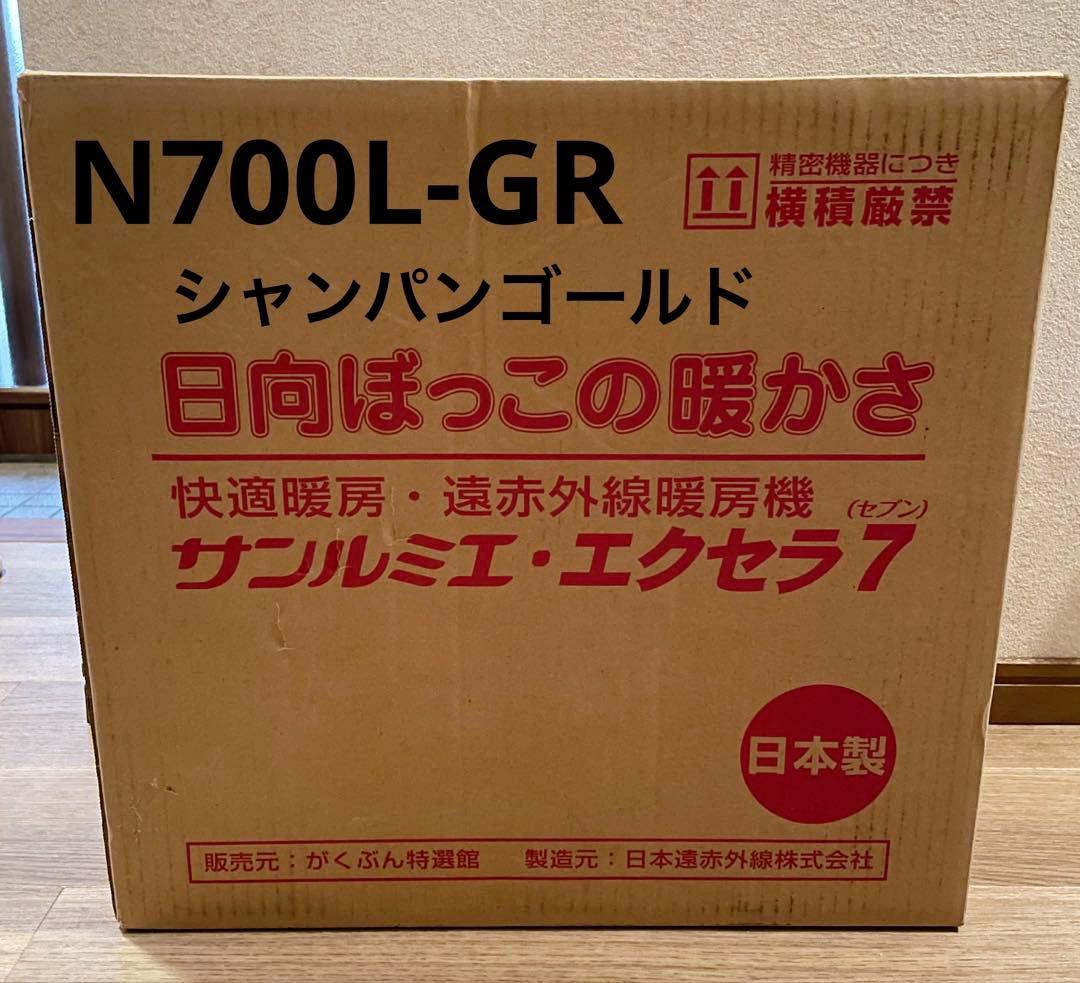 N700L-GR
精密機器につき
横積厳禁
シャンパンゴールド
日向ぼっこの暖かさ
快適暖房・遠赤外線暖房機
(セブン)
サンルミエ・エクセラ7
日本製
販売元：がくぶん特選館 製造元：日本遠赤外線株式会社